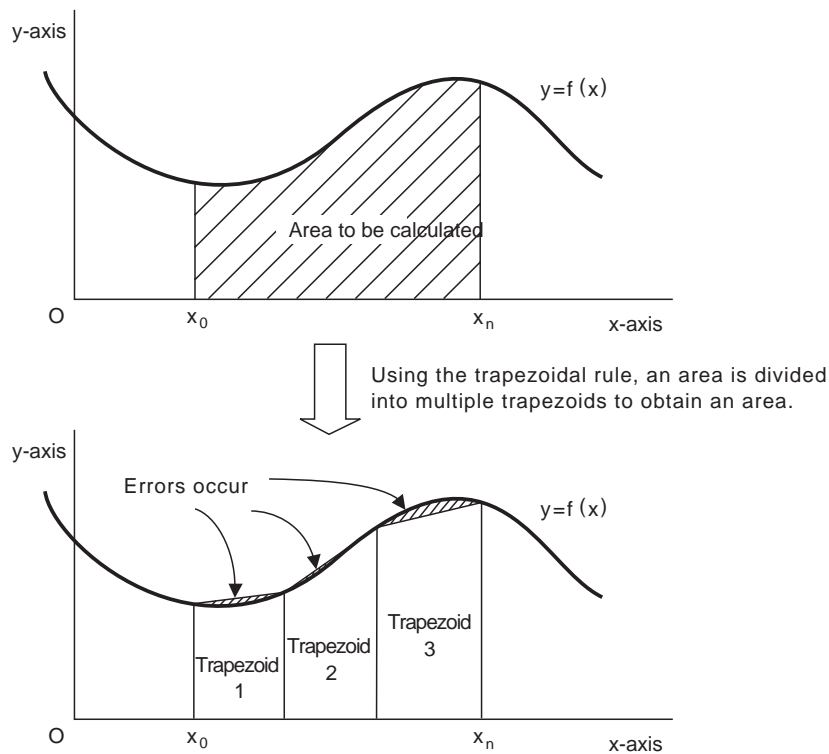 y-axis
y=f (x)
Area to be calculated
O
x₀
xₙ
x-axis
Using the trapezoidal rule, an area is divided
into multiple trapezoids to obtain an area.
y-axis
Errors occur
y=f (x)
Trapezoid
1
Trapezoid
2
Trapezoid
3
O
x₀
xₙ
x-axis